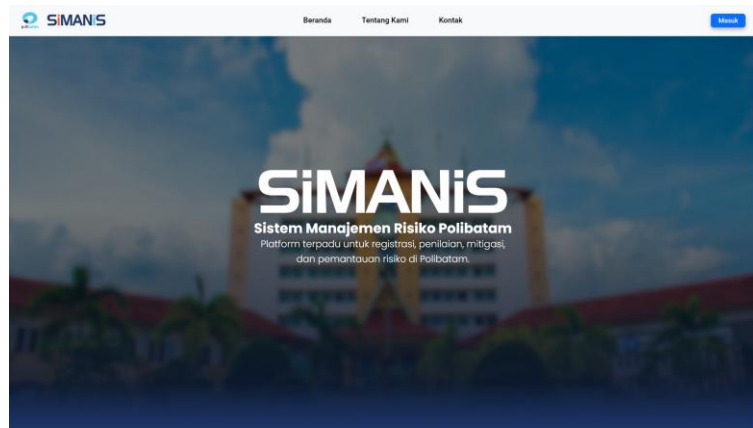 polibatam
SiMANiS
Beranda
Tentang Kami
Kontak
Masuk
SiMANiS
Sistem Manajemen Risiko Polibatam
Platform terpadu untuk registrasi, penilaian, mitigasi,
dan pemantauan risiko di Polibatam.